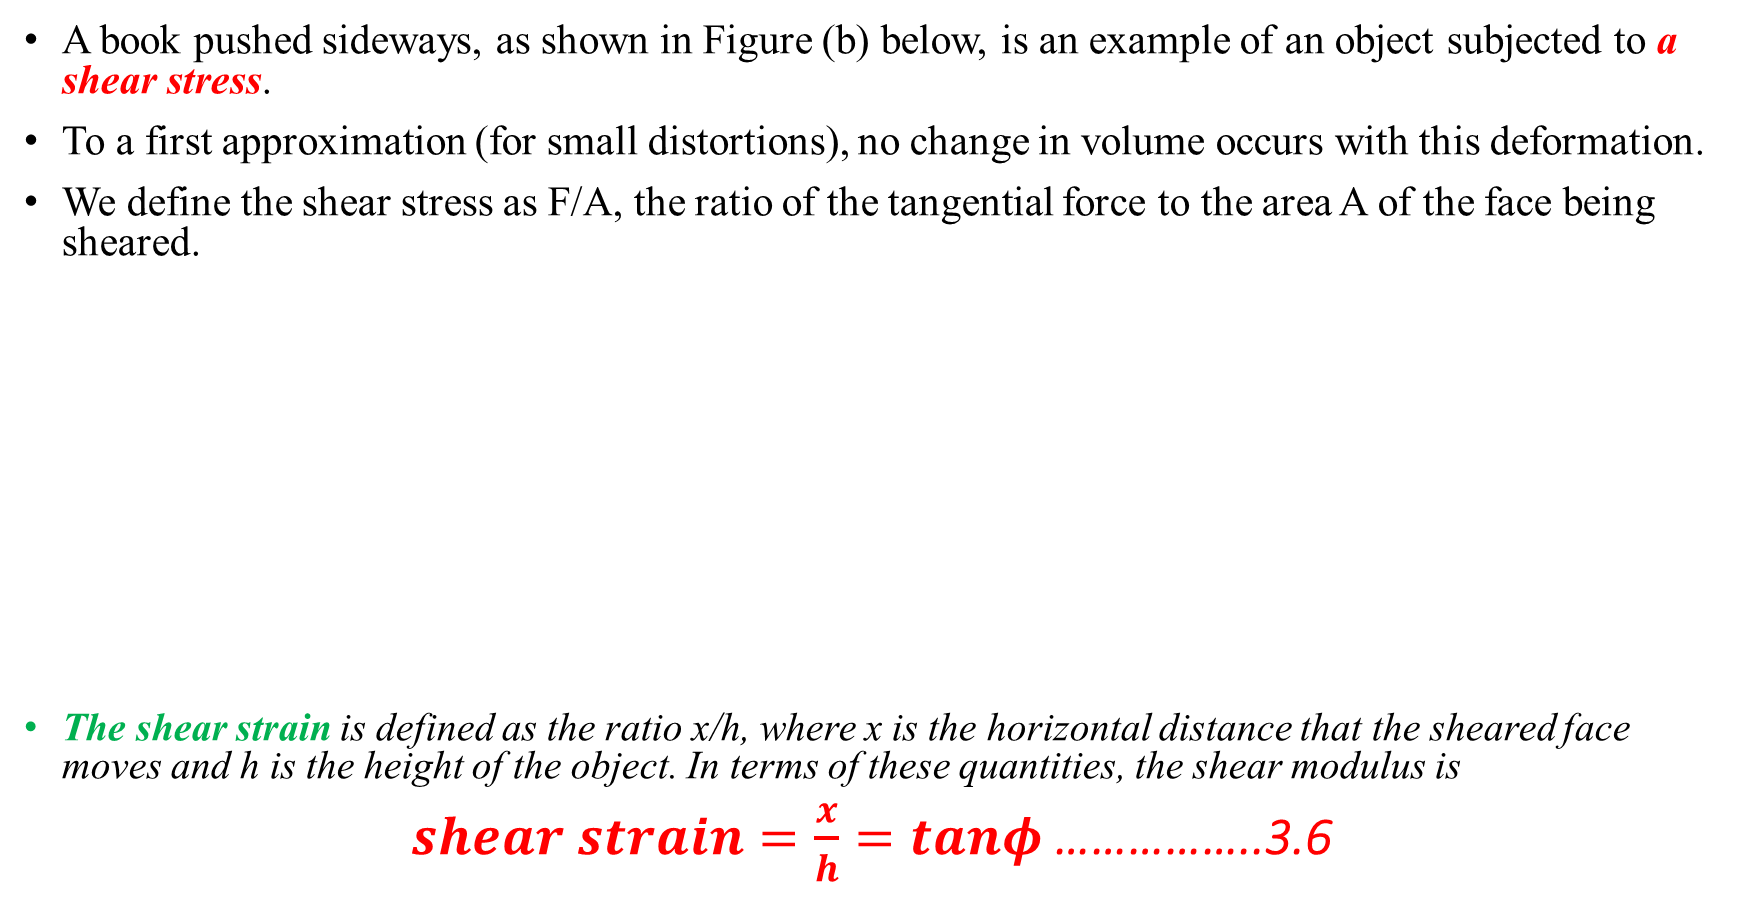 • A book pushed sideways, as shown in Figure (b) below, is an example of an object subjected to a
shear stress.
• To a first approximation (for small distortions), no change in volume occurs with this deformation.
• We define the shear stress as F/A, the ratio of the tangential force to the area A of the face being
sheared.
• The shear strain is defined as the ratio x/h, where x is the horizontal distance that the sheared face
moves and h is the height of the object. In terms of these quantities, the shear modulus is
shear strain = x/h = tanϕ ……………..3.6